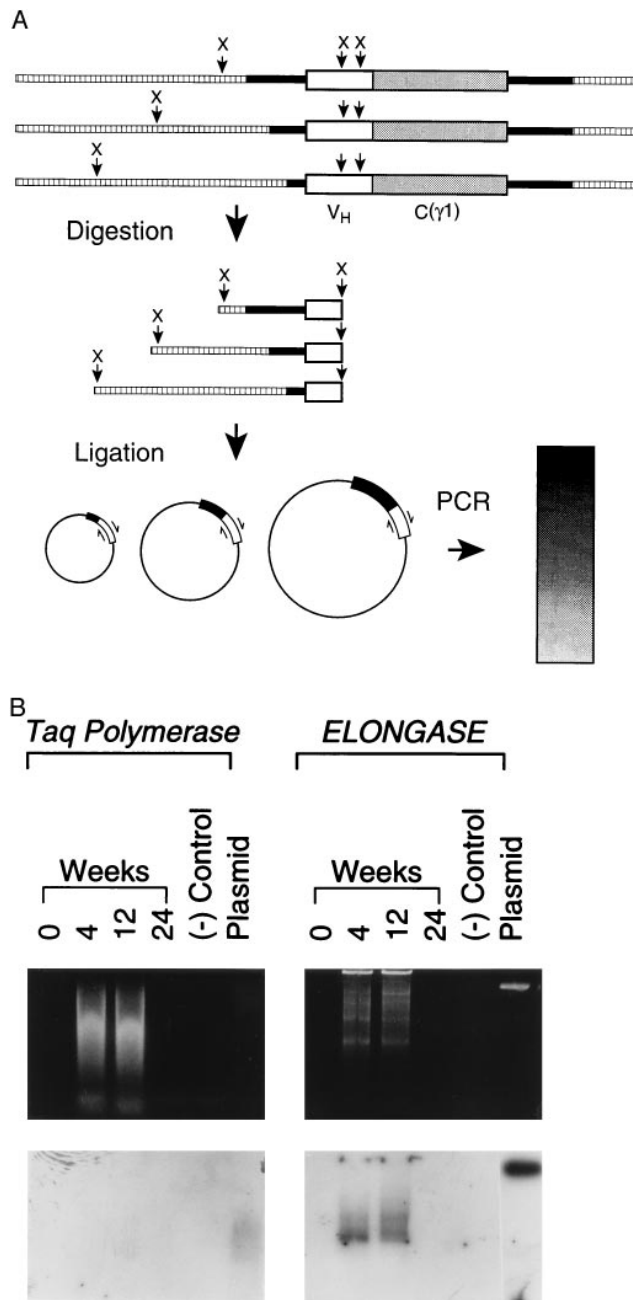 A
X
X X
X
X
V_H
C(γ1)
Digestion
X
X
X
X
Ligation
PCR
B
Taq Polymerase
ELONGASE
Weeks
0
4
12
24
(-) Control
Plasmid
Weeks
0
4
12
24
(-) Control
Plasmid